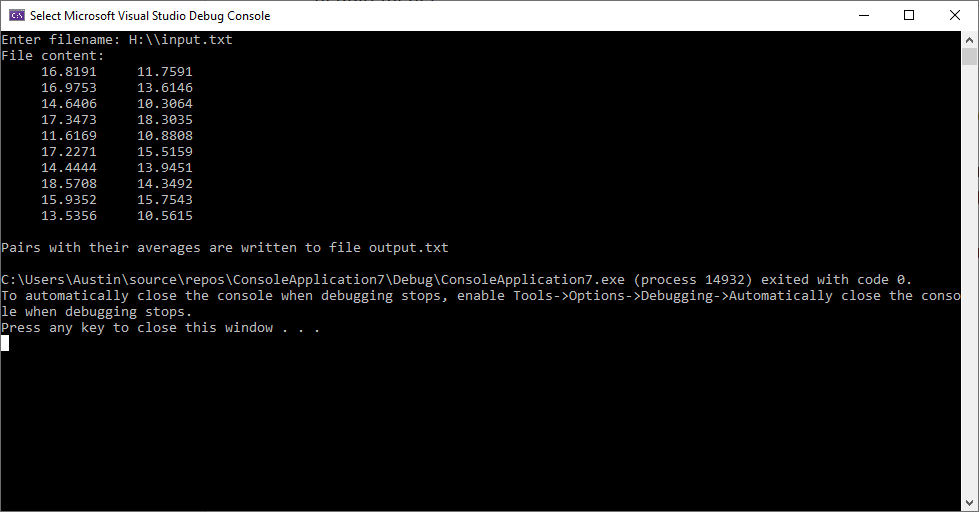 Select Microsoft Visual Studio Debug Console
Enter filename: H:\\input.txt
File content:
     16.8191     11.7591
     16.9753     13.6146
     14.6406     10.3064
     17.3473     18.3035
     11.6169     10.8808
     17.2271     15.5159
     14.4444     13.9451
     18.5708     14.3492
     15.9352     15.7543
     13.5356     10.5615
Pairs with their averages are written to file output.txt
C:\Users\Austin\source\repos\ConsoleApplication7\Debug\ConsoleApplication7.exe (process 14932) exited with code 0.
To automatically close the console when debugging stops, enable Tools->Options->Debugging->Automatically close the conso
le when debugging stops.
Press any key to close this window . . .